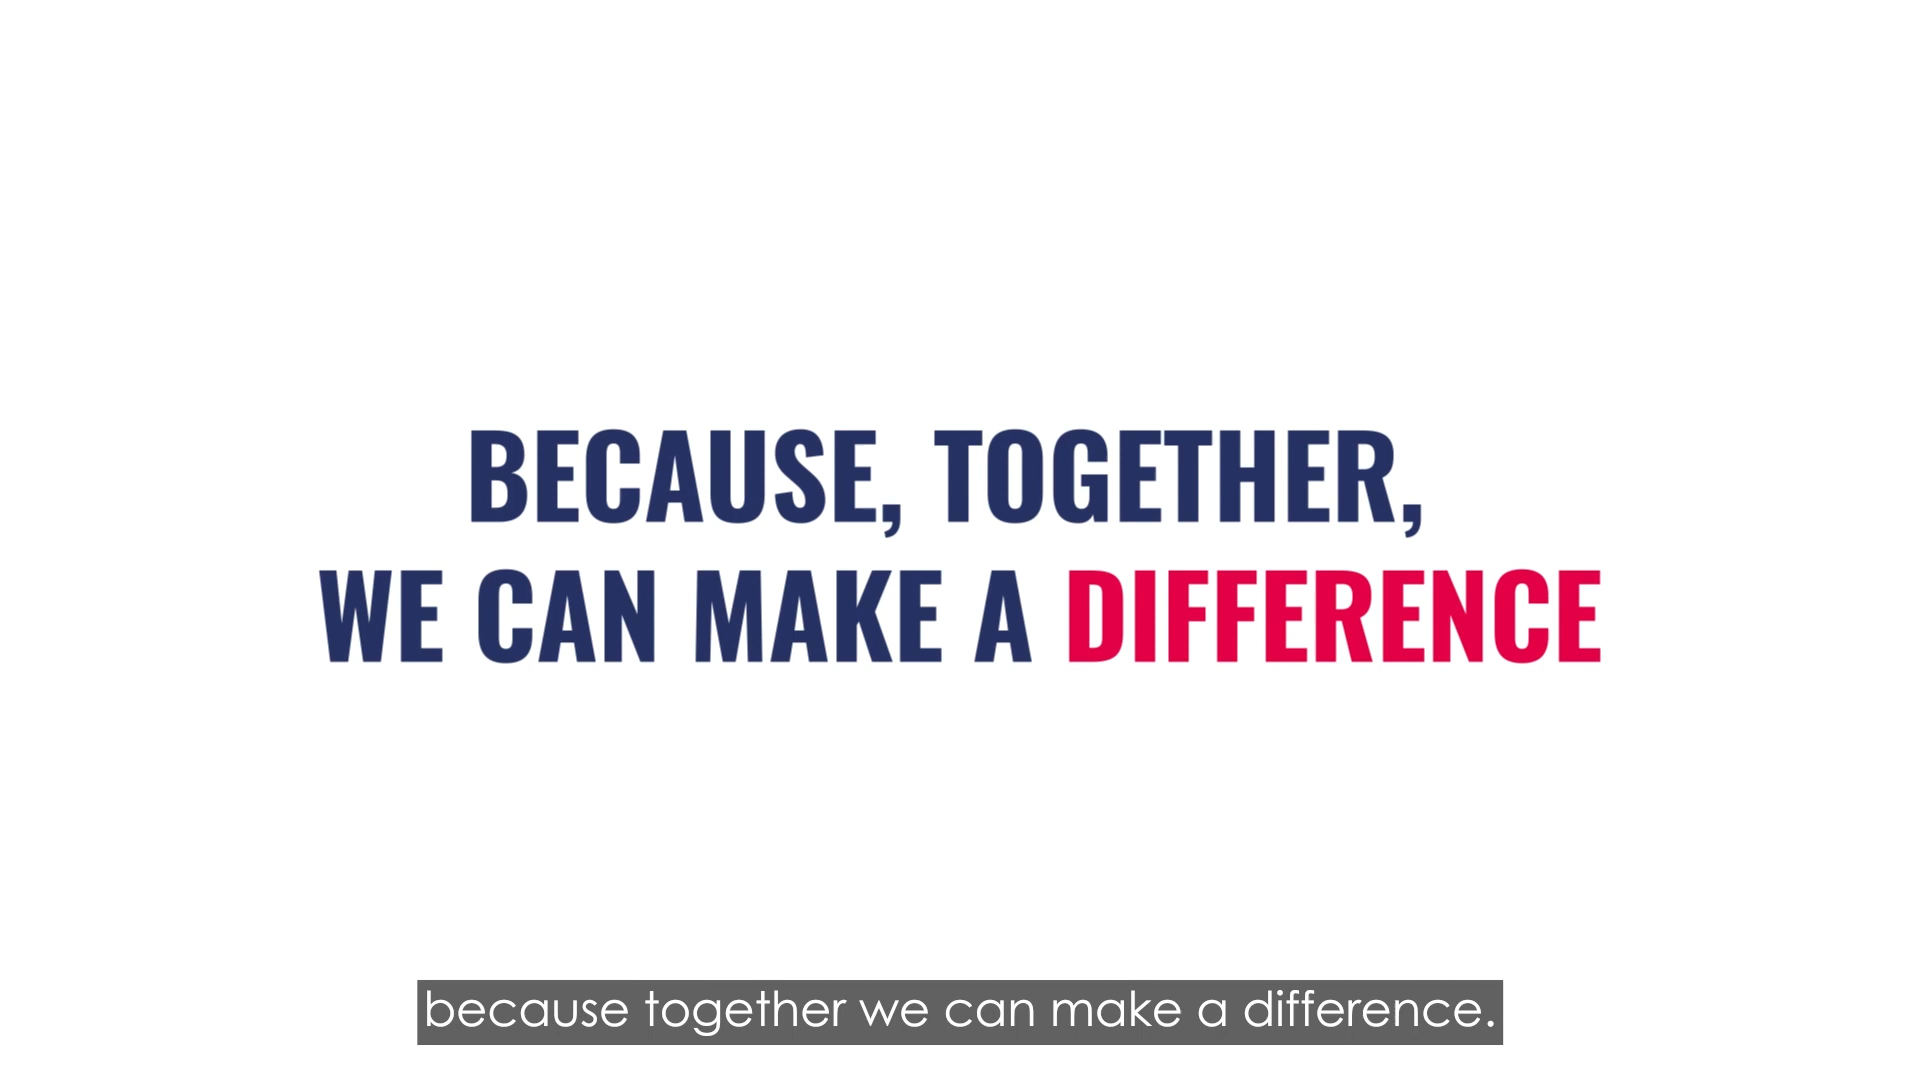 BECAUSE, TOGETHER,
WE CAN MAKE A DIFFERENCE
because together we can make a difference.